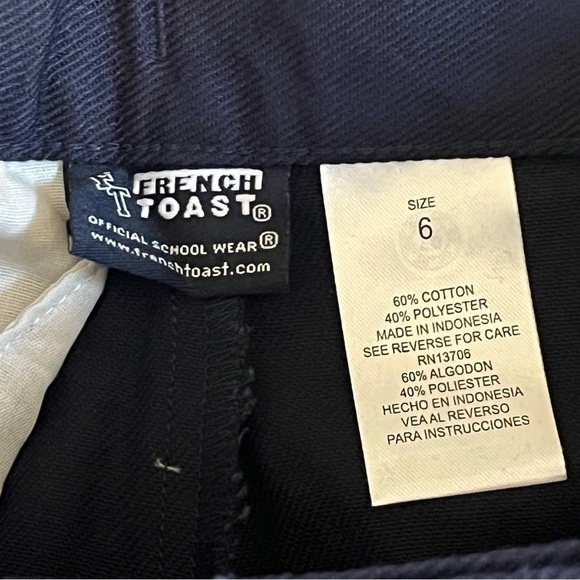 FT FRENCH
TOAST®
OFFICIAL SCHOOL WEAR®
www.frenchtoast.com
SIZE
6
60% COTTON
40% POLYESTER
MADE IN INDONESIA
SEE REVERSE FOR CARE
RN13706
60% ALGODON
40% POLIESTER
HECHO EN INDONESIA
VEA AL REVERSO
PARA INSTRUCCIONES